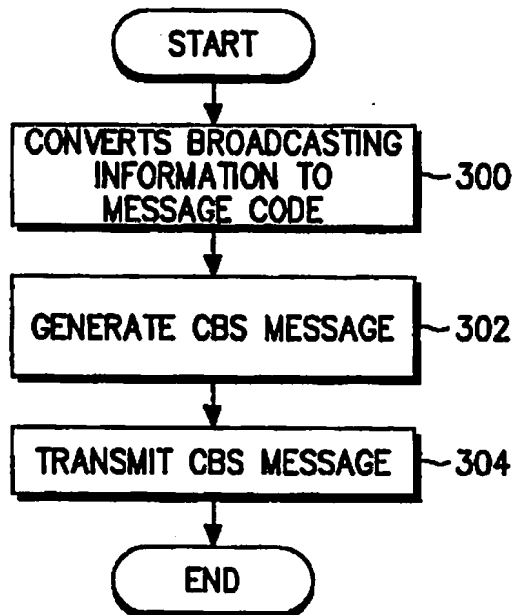 START
CONVERTS BROADCASTING
INFORMATION TO
MESSAGE CODE
300
GENERATE CBS MESSAGE
302
TRANSMIT CBS MESSAGE
304
END